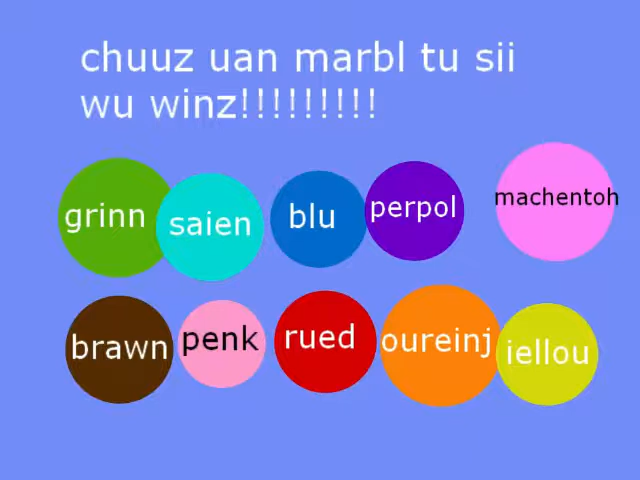 chuuz uan marbl tu sii
wu winz!!!!!!!!!
grinn
saien
blu
perpol
machentoh
brawn
penk
rued
oureinj
iellou